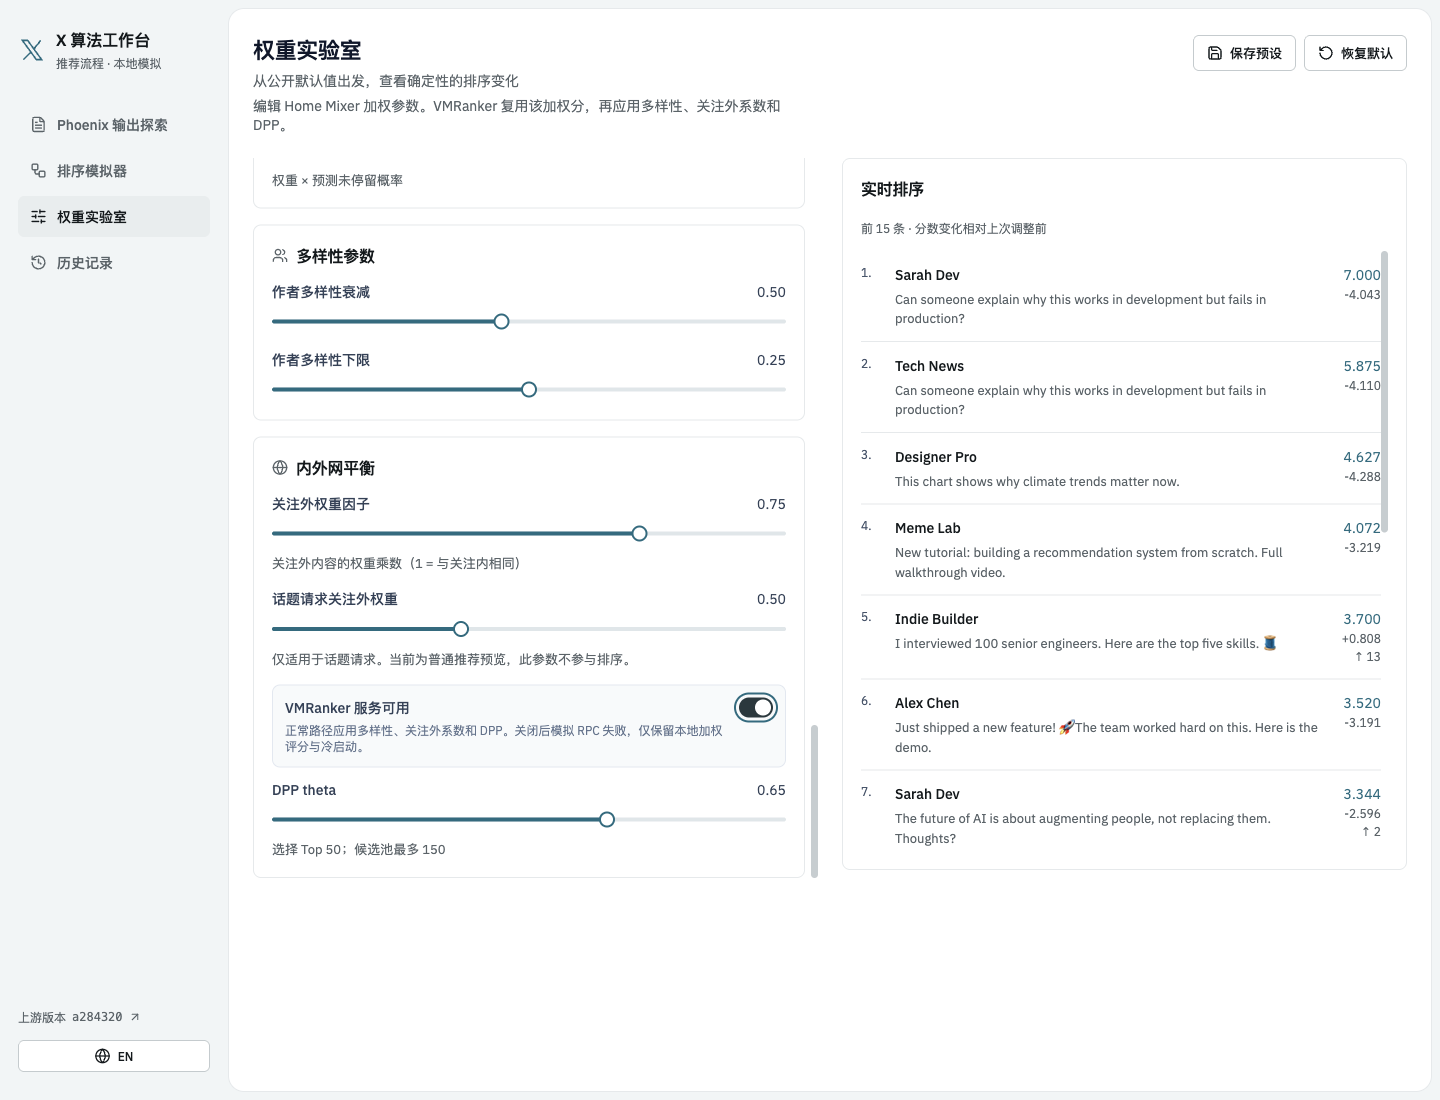 X 算法工作台
推荐流程 · 本地模拟
Phoenix 输出探索
排序模拟器
权重实验室
历史记录
上游版本 a284320 ↗
EN
权重实验室
从公开默认值出发，查看确定性的排序变化
编辑 Home Mixer 加权参数。VMRanker 复用该加权分，再应用多样性、关注外系数和
DPP。
保存预设
恢复默认
权重 × 预测未停留概率
多样性参数
作者多样性衰减 0.50
作者多样性下限 0.25
内外网平衡
关注外权重因子 0.75
关注外内容的权重乘数（1 = 与关注内相同）
话题请求关注外权重 0.50
仅适用于话题请求。当前为普通推荐预览，此参数不参与排序。
VMRanker 服务可用
正常路径应用多样性、关注外系数和 DPP。关闭后模拟 RPC 失败，仅保留本地加权
评分与冷启动。
DPP theta 0.65
选择 Top 50；候选池最多 150
实时排序
前 15 条 · 分数变化相对上次调整前
1. Sarah Dev 7.000
Can someone explain why this works in development but fails in -4.043
production?
2. Tech News 5.875
Can someone explain why this works in development but fails in -4.110
production?
3. Designer Pro 4.627
This chart shows why climate trends matter now. -4.288
4. Meme Lab 4.072
New tutorial: building a recommendation system from scratch. Full -3.219
walkthrough video.
5. Indie Builder 3.700
I interviewed 100 senior engineers. Here are the top five skills. 🧵 +0.808
↑ 13
6. Alex Chen 3.520
Just shipped a new feature! 🚀The team worked hard on this. Here is the -3.191
demo.
7. Sarah Dev 3.344
The future of AI is about augmenting people, not replacing them. -2.596
Thoughts? ↑ 2